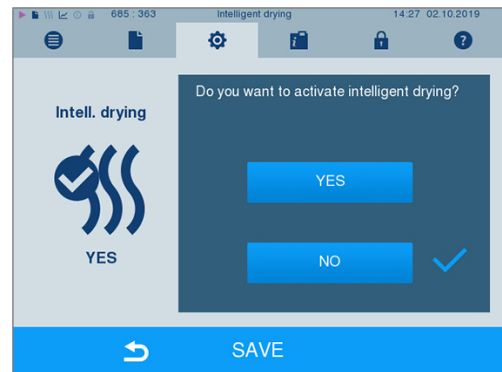 685 : 363 Intelligent drying 14:27 02.10.2019
Intell. drying
YES
Do you want to activate intelligent drying?
YES
NO
SAVE